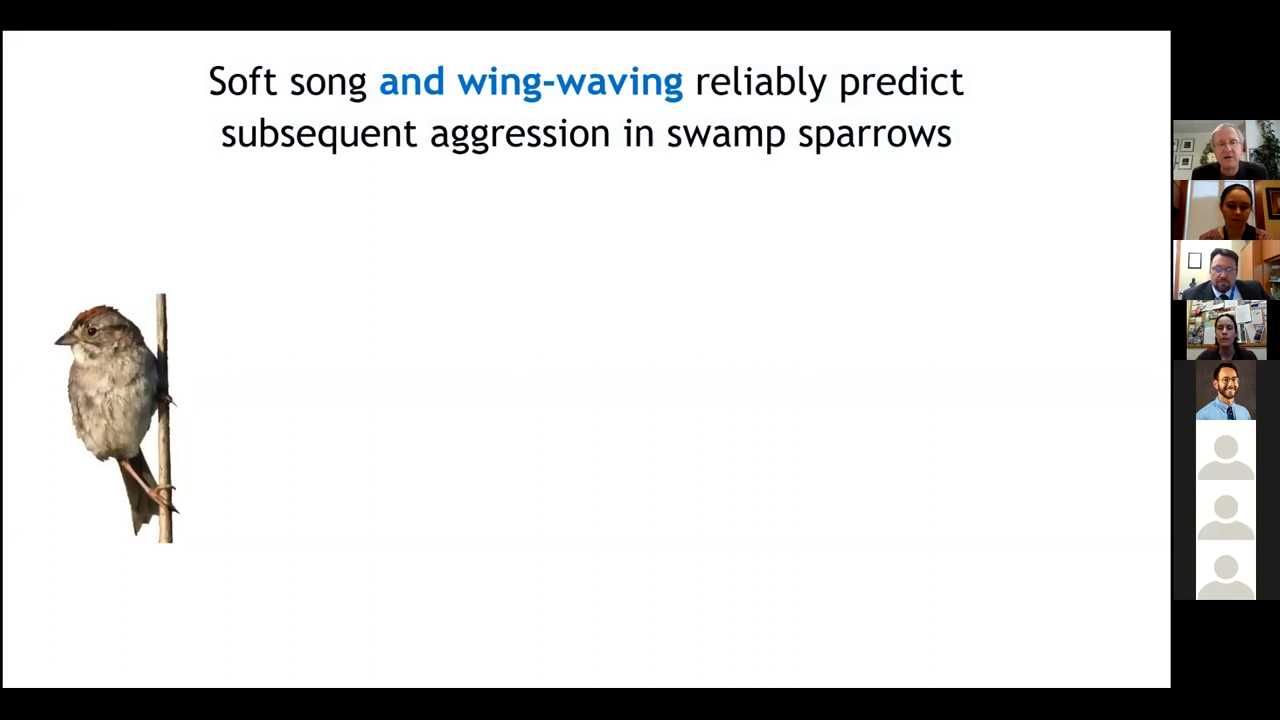 Soft song and wing-waving reliably predict
subsequent aggression in swamp sparrows